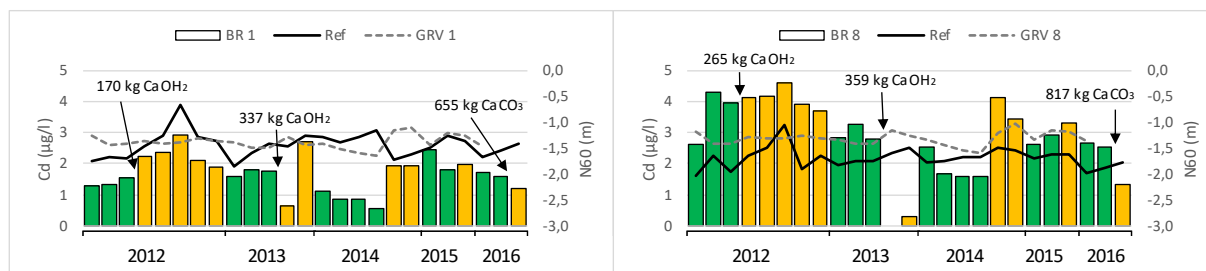 BR 1 Ref GRV 1
5 0,0
4 -0,5
3 -1,0
2 -1,5
1 -2,0
0 -2,5
-3,0
Cd (µg/l)
N60 (m)
170 kg CaOH2
337 kg CaOH2
655 kg CaCO3
2012 2013 2014 2015 2016
BR 8 Ref GRV 8
5 0,0
4 -0,5
3 -1,0
2 -1,5
1 -2,0
0 -2,5
-3,0
Cd (µg/l)
N60 (m)
265 kg CaOH2
359 kg CaOH2
817 kg CaCO3
2012 2013 2014 2015 2016